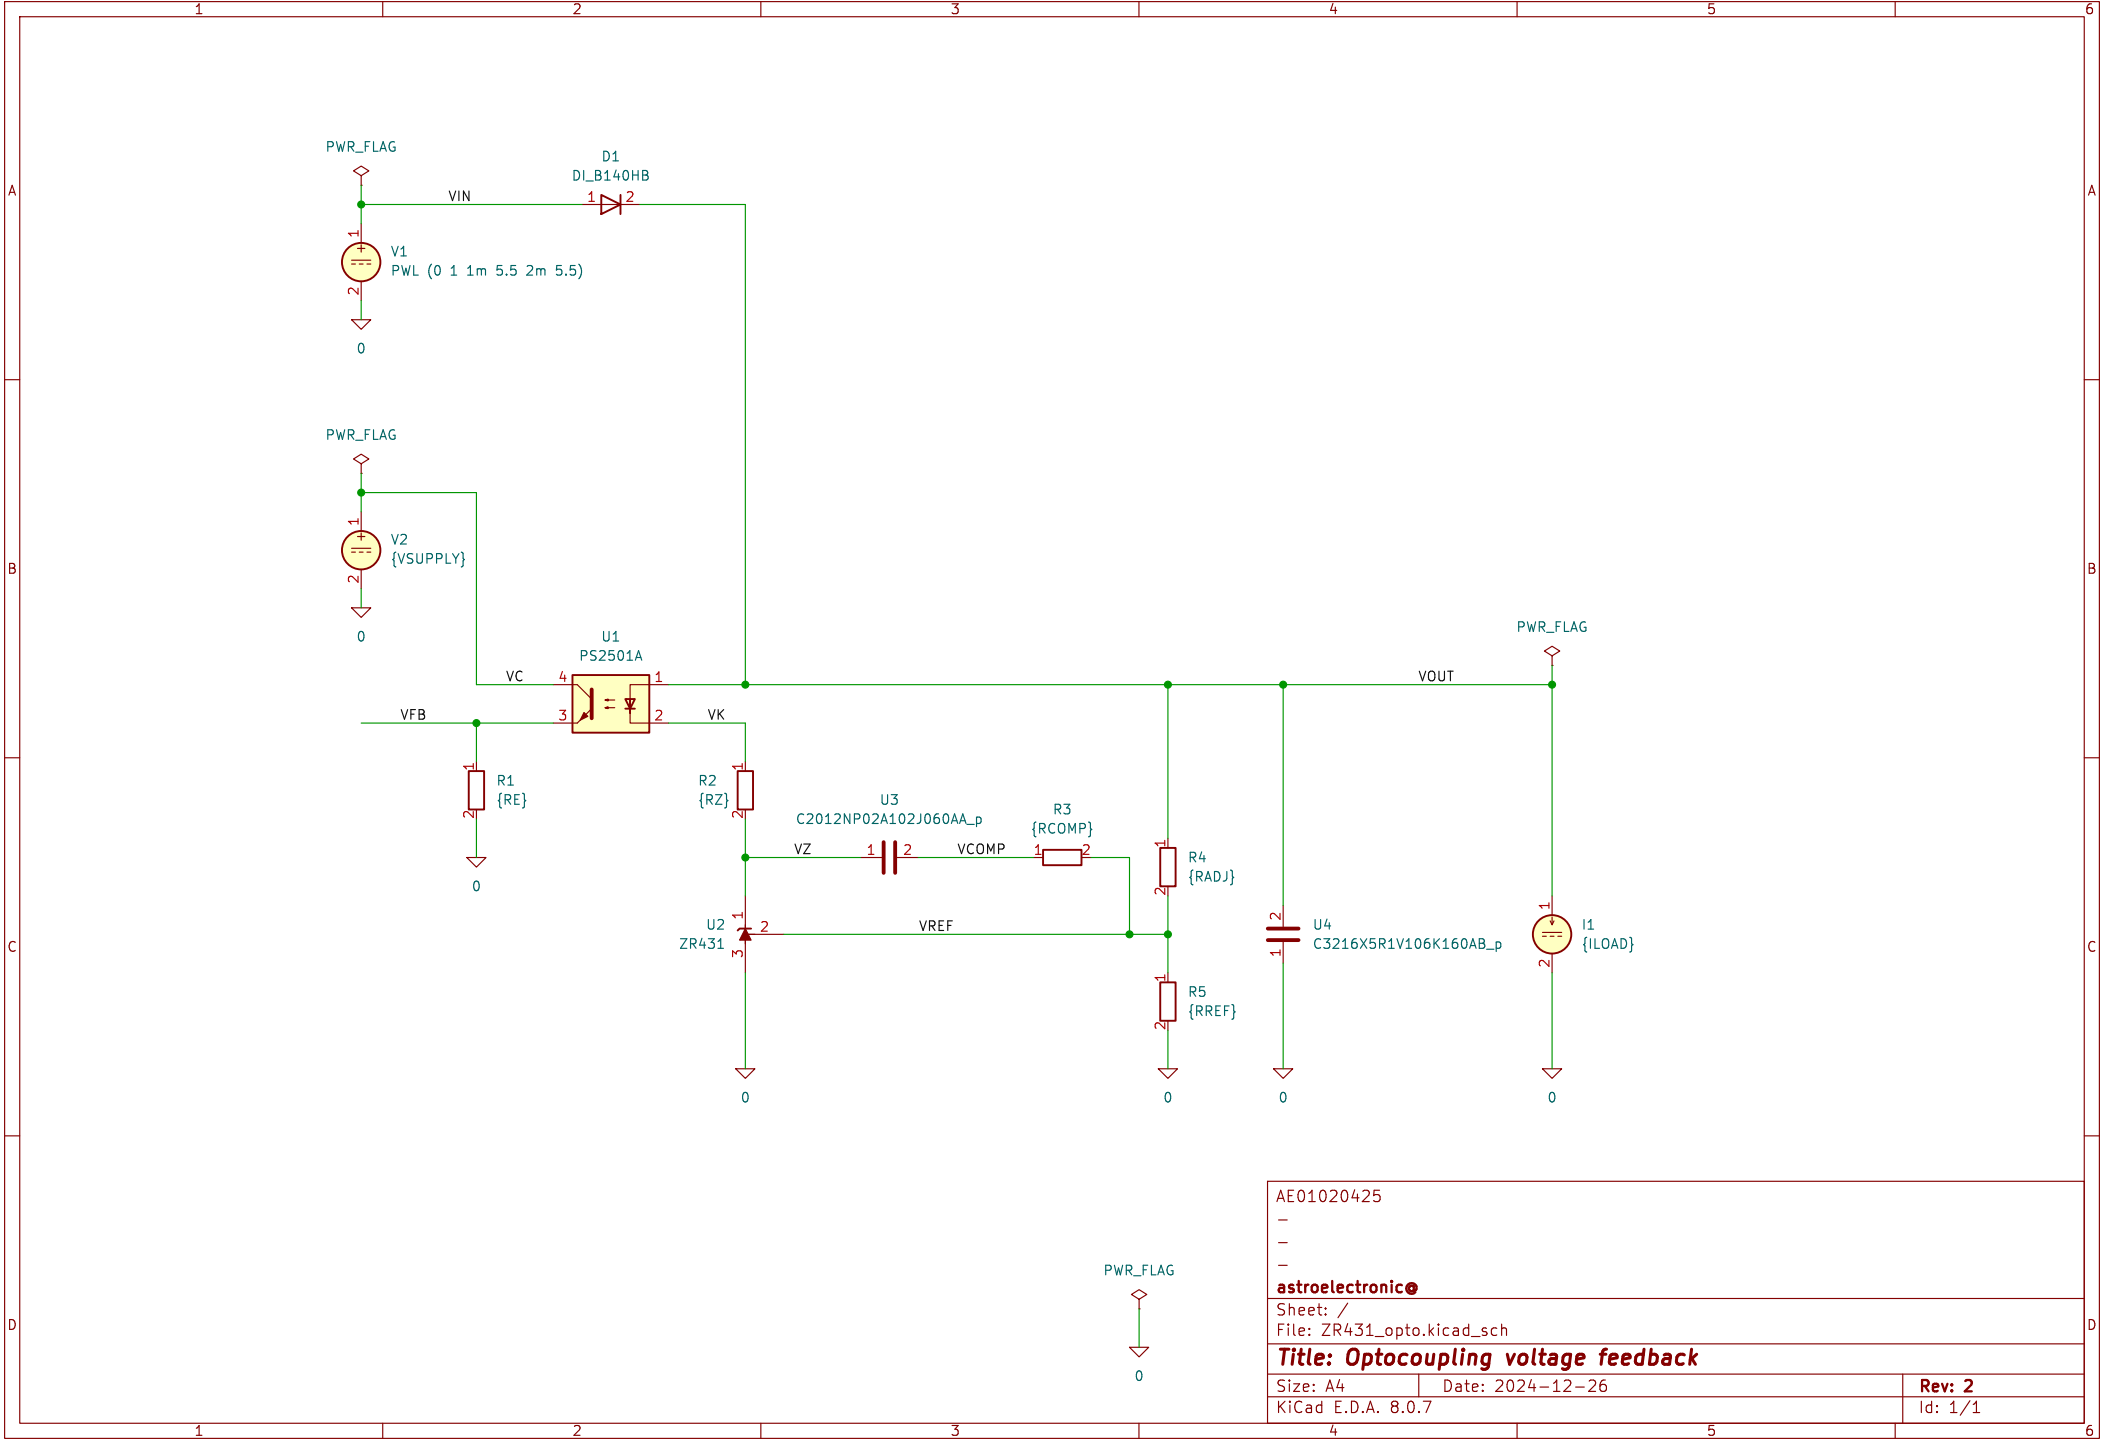 1 2 3 4 5 6
A A
B B
C C
D D
PWR_FLAG
VIN
1
V1
PWL (0 1 1m 5.5 2m 5.5)
2
0
D1
DI_B140HB
1 2
PWR_FLAG
1
V2
{VSUPPLY}
2
0
U1
PS2501A
VC 4 1
VFB 3 2 VK
1
R1
{RE}
2
0
1
R2
{RZ}
2
U3
C2012NP02A102J060AA_p
VZ 1 2 VCOMP
R3
{RCOMP}
1 2
U2
ZR431
1
2
3
VREF
0
1
R4
{RADJ}
2
1
R5
{RREF}
2
0
2
U4
C3216X5R1V106K160AB_p
1
0
VOUT
PWR_FLAG
1
I1
{ILOAD}
2
0
PWR_FLAG
0
AE01020425
-
-
-
astroelectronic@
Sheet: /
File: ZR431_opto.kicad_sch
Title: Optocoupling voltage feedback
Size: A4 Date: 2024-12-26 Rev: 2
KiCad E.D.A. 8.0.7 Id: 1/1
1 2 3 4 5 6